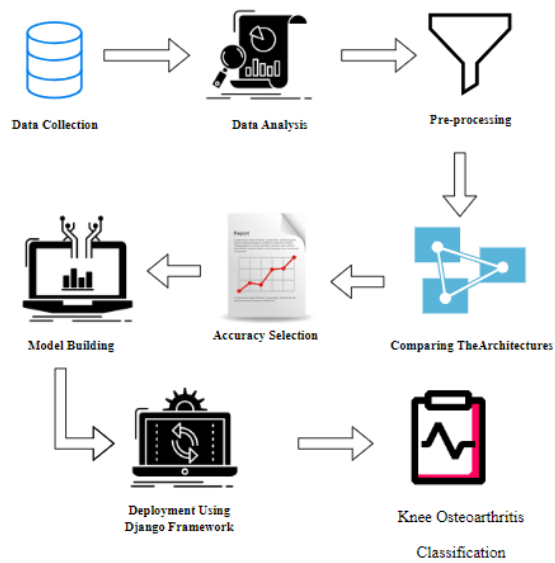 Data Collection
Data Analysis
Pre-processing
Report
Model Building
Accuracy Selection
Comparing TheArchitectures
Deployment Using
Django Framework
Knee Osteoarthritis
Classification